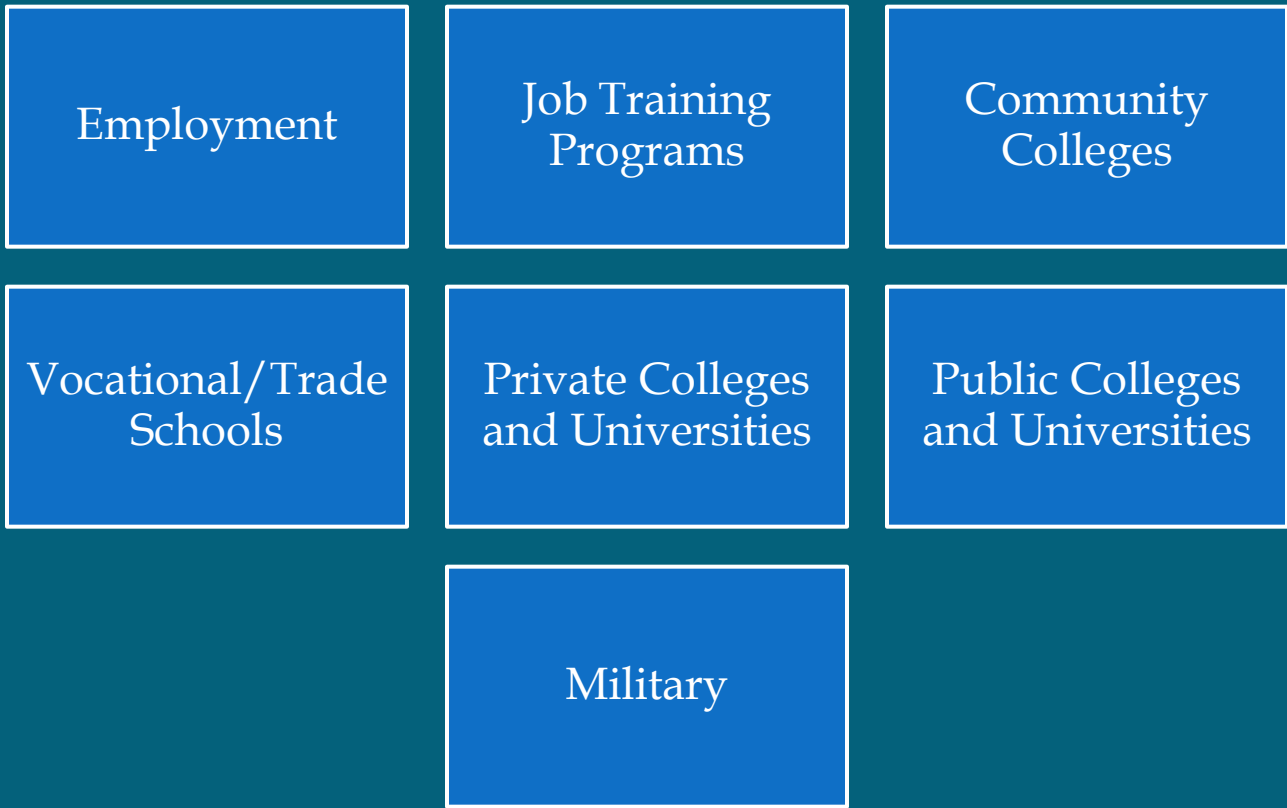 Employment
Job Training
Programs
Community
Colleges
Vocational/Trade
Schools
Private Colleges
and Universities
Public Colleges
and Universities
Military